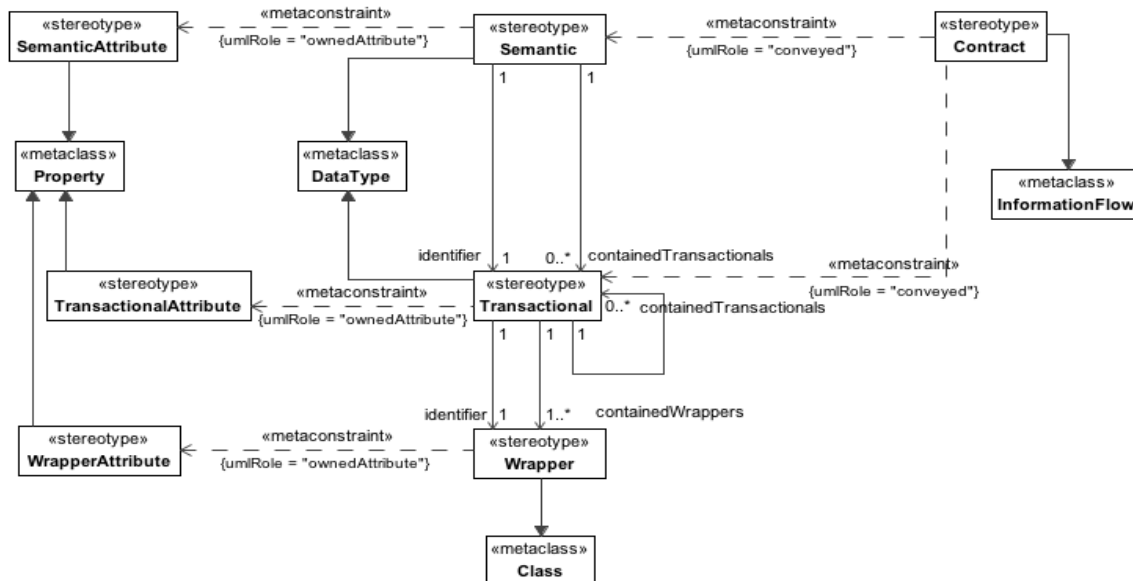 «metaconstraint»
«metaconstraint»
«stereotype»
SemanticAttribute
{umlRole = "ownedAttribute"}
«stereotype»
Semantic
{umlRole = "conveyed"}
«stereotype»
Contract
1
1
«metaclass»
Property
«metaclass»
DataType
«metaclass»
InformationFlow
identifier
1
0..*
containedTransactionals
«metaconstraint»
{umlRole = "conveyed"}
«stereotype»
TransactionalAttribute
«metaconstraint»
{umlRole = "ownedAttribute"}
«stereotype»
Transactional
0..*
containedTransactionals
1
1
1
identifier
1
1..*
containedWrappers
«stereotype»
WrapperAttribute
«metaconstraint»
{umlRole = "ownedAttribute"}
«stereotype»
Wrapper
«metaclass»
Class